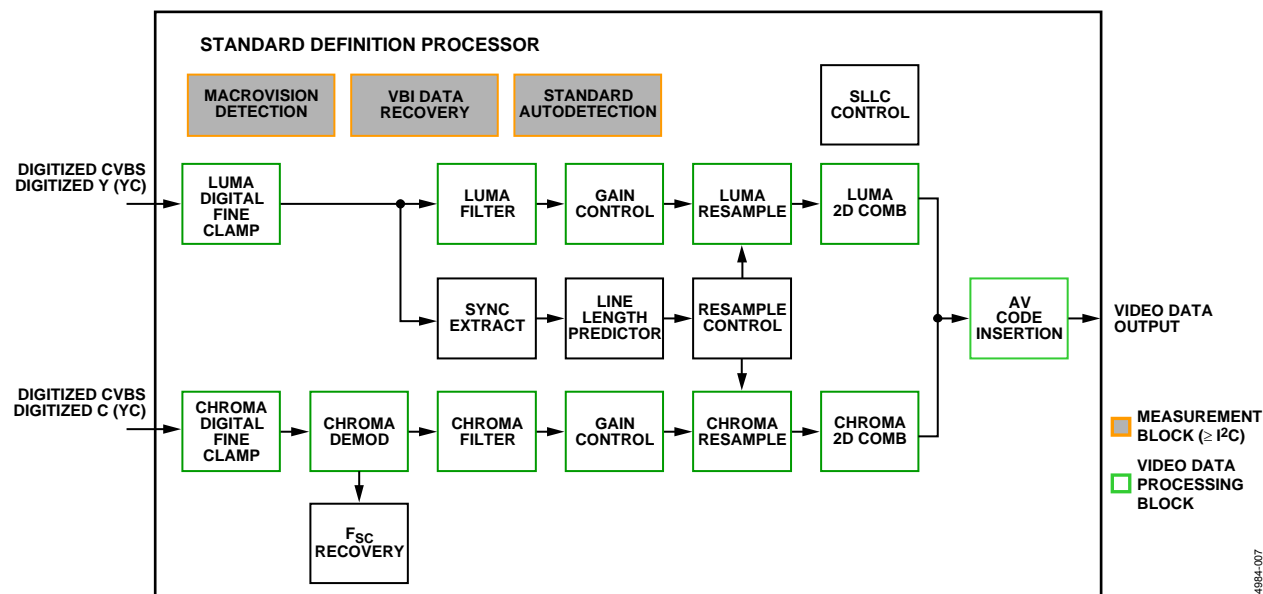 STANDARD DEFINITION PROCESSOR
MACROVISION
DETECTION
VBI DATA
RECOVERY
STANDARD
AUTODETECTION
SLLC
CONTROL
DIGITIZED CVBS
DIGITIZED Y (YC)
LUMA
DIGITAL
FINE
CLAMP
LUMA
FILTER
GAIN
CONTROL
LUMA
RESAMPLE
LUMA
2D COMB
SYNC
EXTRACT
LINE
LENGTH
PREDICTOR
RESAMPLE
CONTROL
AV
CODE
INSERTION
VIDEO DATA
OUTPUT
DIGITIZED CVBS
DIGITIZED C (YC)
CHROMA
DIGITAL
FINE
CLAMP
CHROMA
DEMOD
CHROMA
FILTER
GAIN
CONTROL
CHROMA
RESAMPLE
CHROMA
2D COMB
FSC
RECOVERY
MEASUREMENT
BLOCK (≥ I²C)
VIDEO DATA
PROCESSING
BLOCK
4984-007